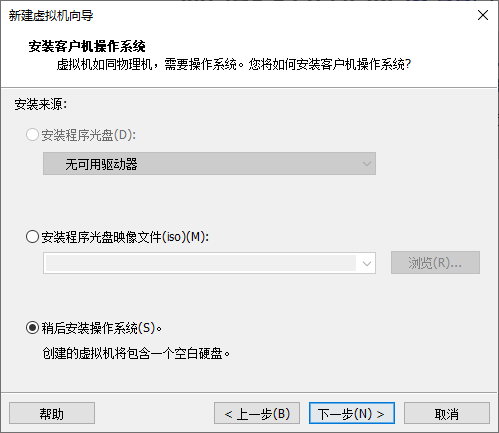 新建虚拟机向导
安装客户机操作系统
虚拟机如同物理机，需要操作系统。您将如何安装客户机操作系统?
安装来源:
安装程序光盘(D):
无可用驱动器
安装程序光盘映像文件(iso)(M):
浏览(R)...
稍后安装操作系统(S)。
创建的虚拟机将包含一个空白硬盘。
帮助
< 上一步(B)
下一步(N) >
取消